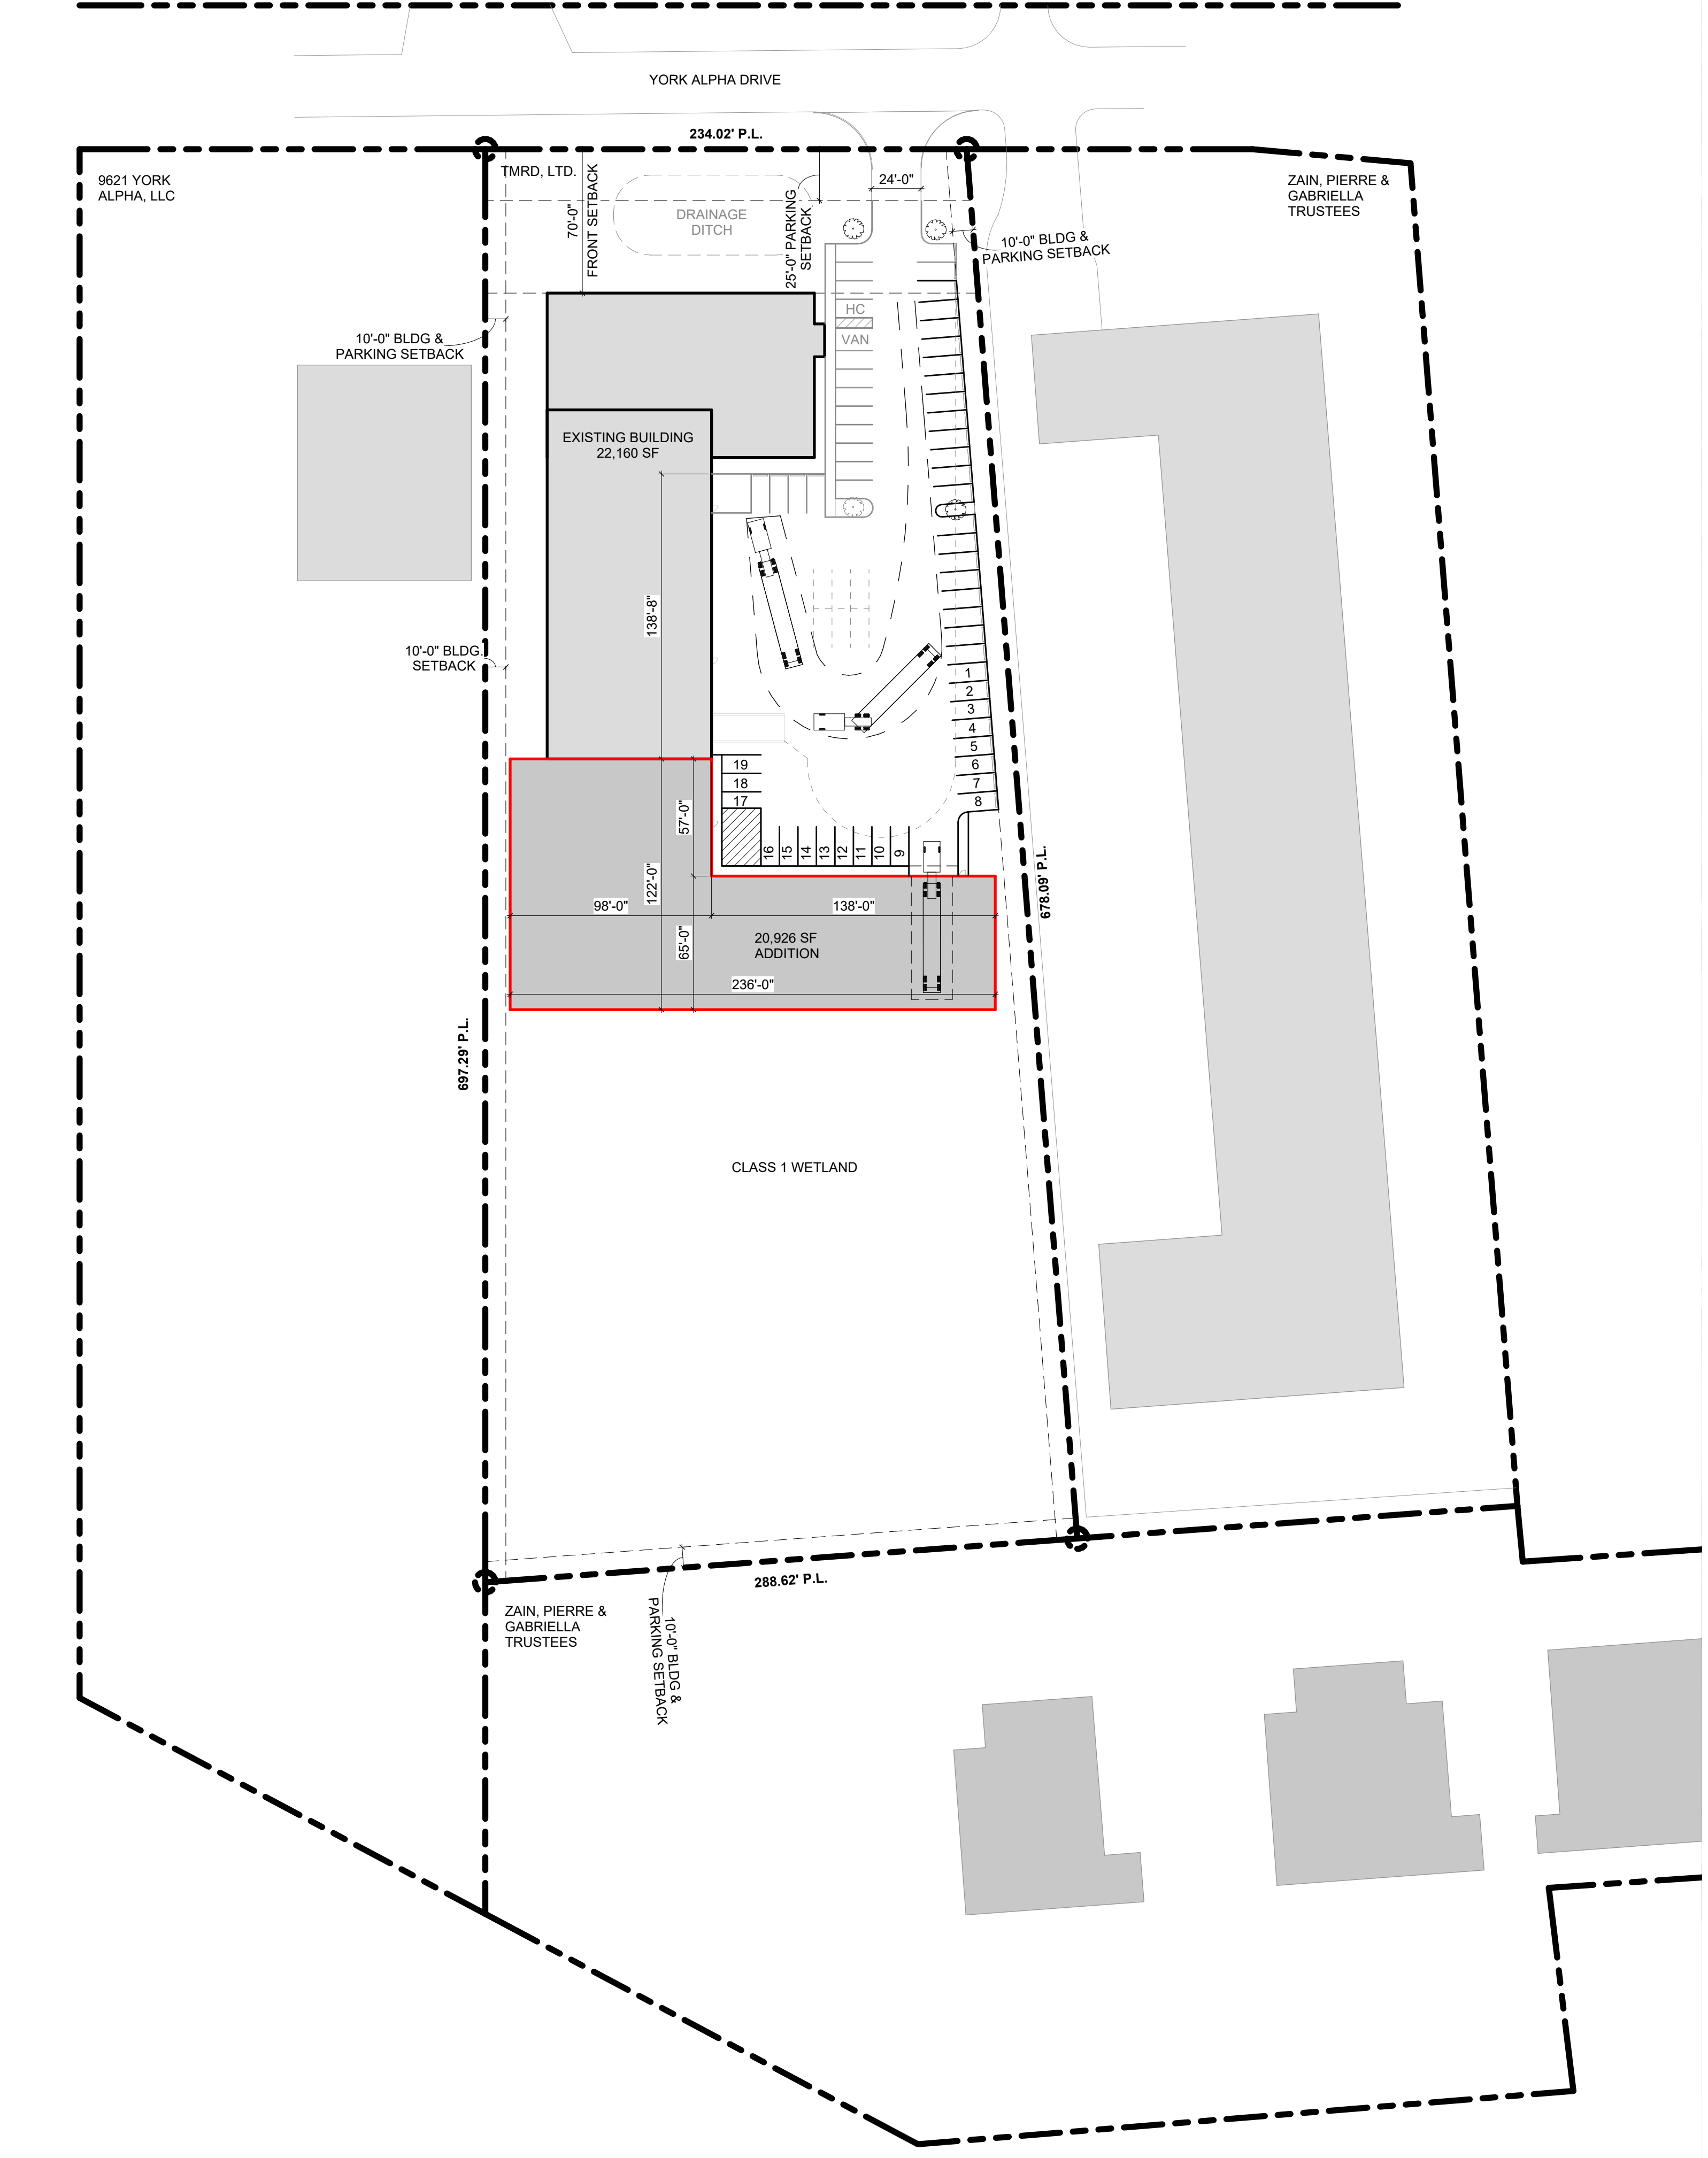 YORK ALPHA DRIVE
234.02' P.L.
9621 YORK
ALPHA, LLC
TMRD, LTD.
70'-0"
FRONT SETBACK
DRAINAGE
DITCH
25'-0" PARKING
SETBACK
24'-0"
ZAIN, PIERRE &
GABRIELLA
TRUSTEES
10'-0" BLDG &
PARKING SETBACK
HC
VAN
10'-0" BLDG &
PARKING SETBACK
EXISTING BUILDING
22,160 SF
138'-8"
10'-0" BLDG.
SETBACK
1
2
3
4
5
6
7
8
19
18
17
16
15
14
13
12
11
10
9
57'-0"
122'-0"
65'-0"
98'-0"
138'-0"
20,926 SF
ADDITION
236'-0"
678.09' P.L.
697.29' P.L.
CLASS 1 WETLAND
288.62' P.L.
ZAIN, PIERRE &
GABRIELLA
TRUSTEES
10'-0" BLDG &
PARKING SETBACK